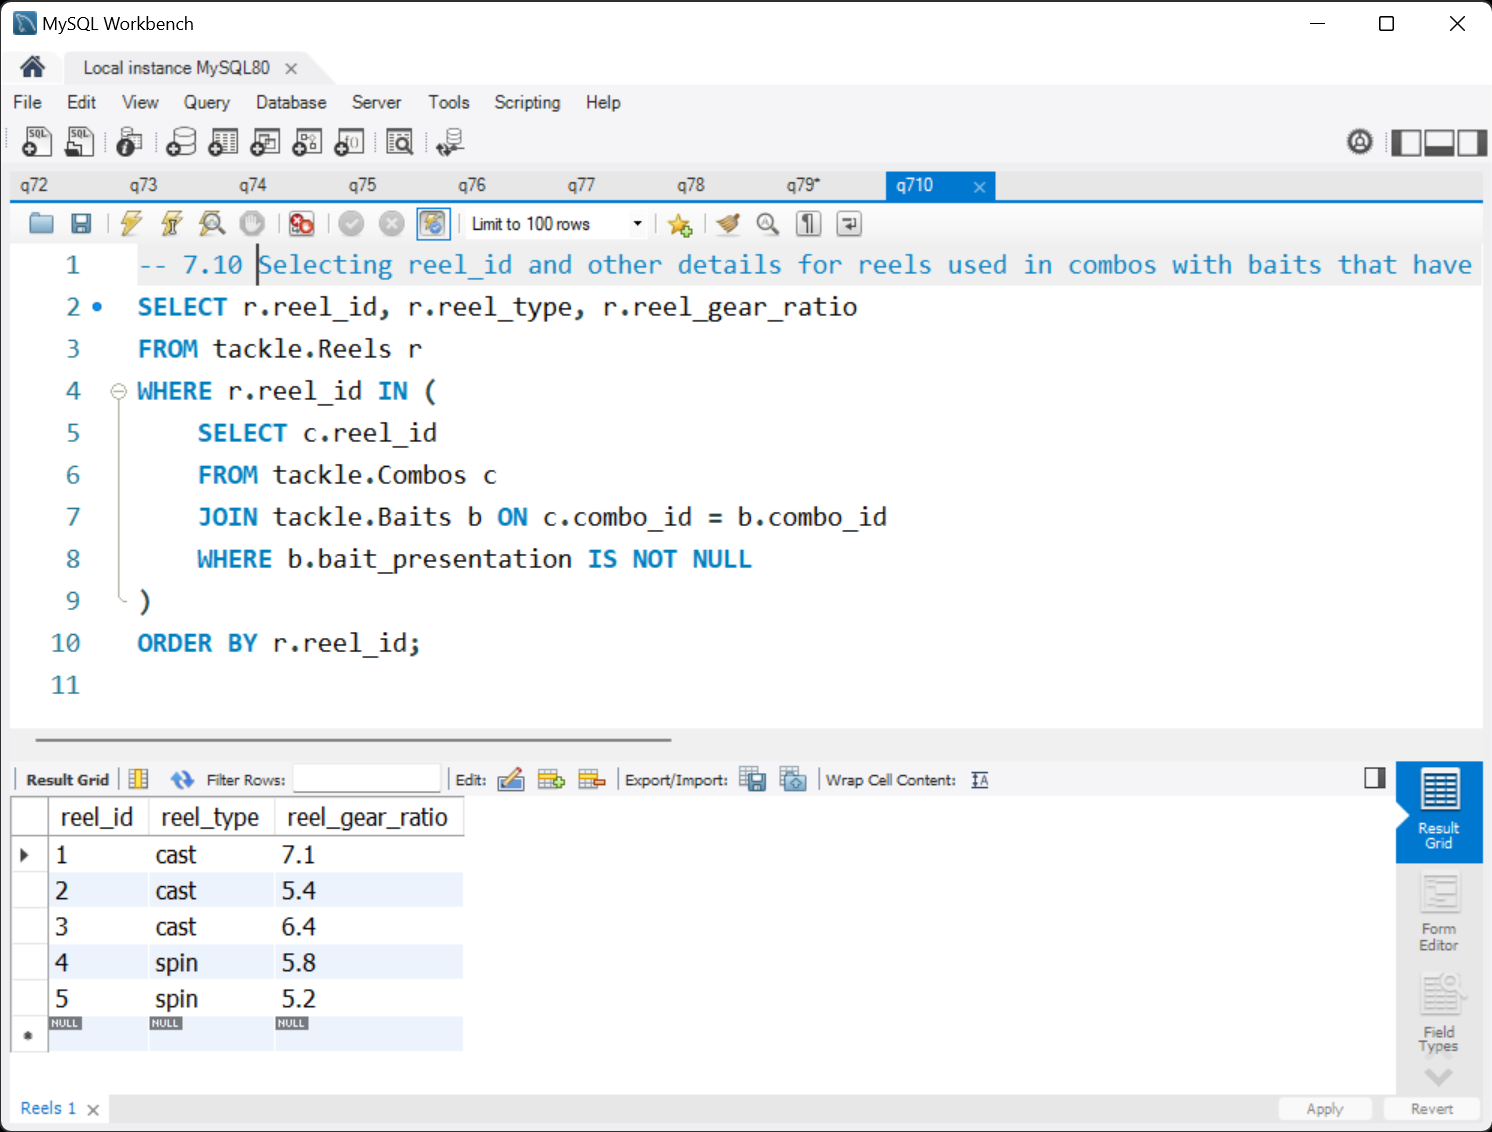 MySQL Workbench
Local instance MySQL80
File Edit View Query Database Server Tools Scripting Help
SQL SQL
q72 q73 q74 q75 q76 q77 q78 q79* q710
Limit to 100 rows
1 -- 7.10 Selecting reel_id and other details for reels used in combos with baits that have
2 SELECT r.reel_id, r.reel_type, r.reel_gear_ratio
3 FROM tackle.Reels r
4 WHERE r.reel_id IN (
5 SELECT c.reel_id
6 FROM tackle.Combos c
7 JOIN tackle.Baits b ON c.combo_id = b.combo_id
8 WHERE b.bait_presentation IS NOT NULL
9 )
10 ORDER BY r.reel_id;
11
Result Grid Filter Rows: Edit: Export/Import: Wrap Cell Content: IA
reel_id reel_type reel_gear_ratio
1 cast 7.1
2 cast 5.4
3 cast 6.4
4 spin 5.8
5 spin 5.2
NULL NULL NULL
Result
Grid
Form
Editor
Field
Types
Reels 1
Apply Revert